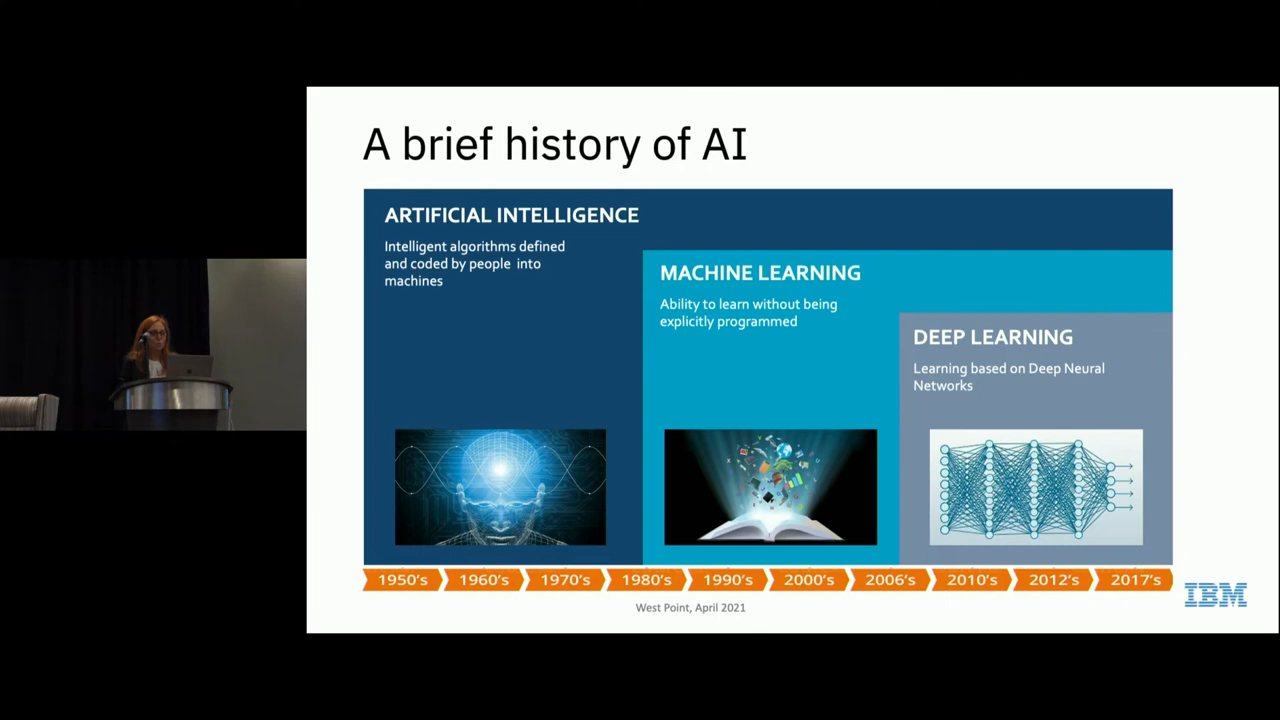 A brief history of AI
ARTIFICIAL INTELLIGENCE
Intelligent algorithms defined
and coded by people into
machines
MACHINE LEARNING
Ability to learn without being
explicitly programmed
DEEP LEARNING
Learning based on Deep Neural
Networks
1950's 1960's 1970's 1980's 1990's 2000's 2006's 2010's 2012's 2017's
West Point, April 2021
IBM